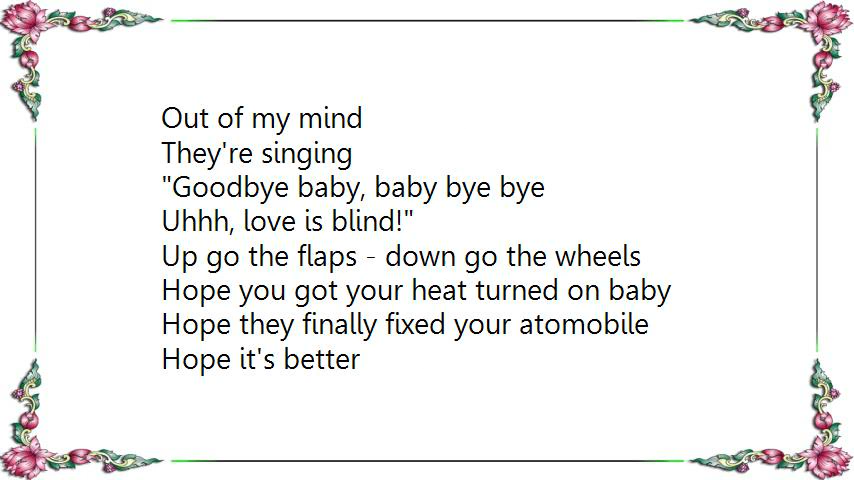 Out of my mind
They're singing
"Goodbye baby, baby bye bye
Uhhh, love is blind!"
Up go the flaps - down go the wheels
Hope you got your heat turned on baby
Hope they finally fixed your atomobile
Hope it's better